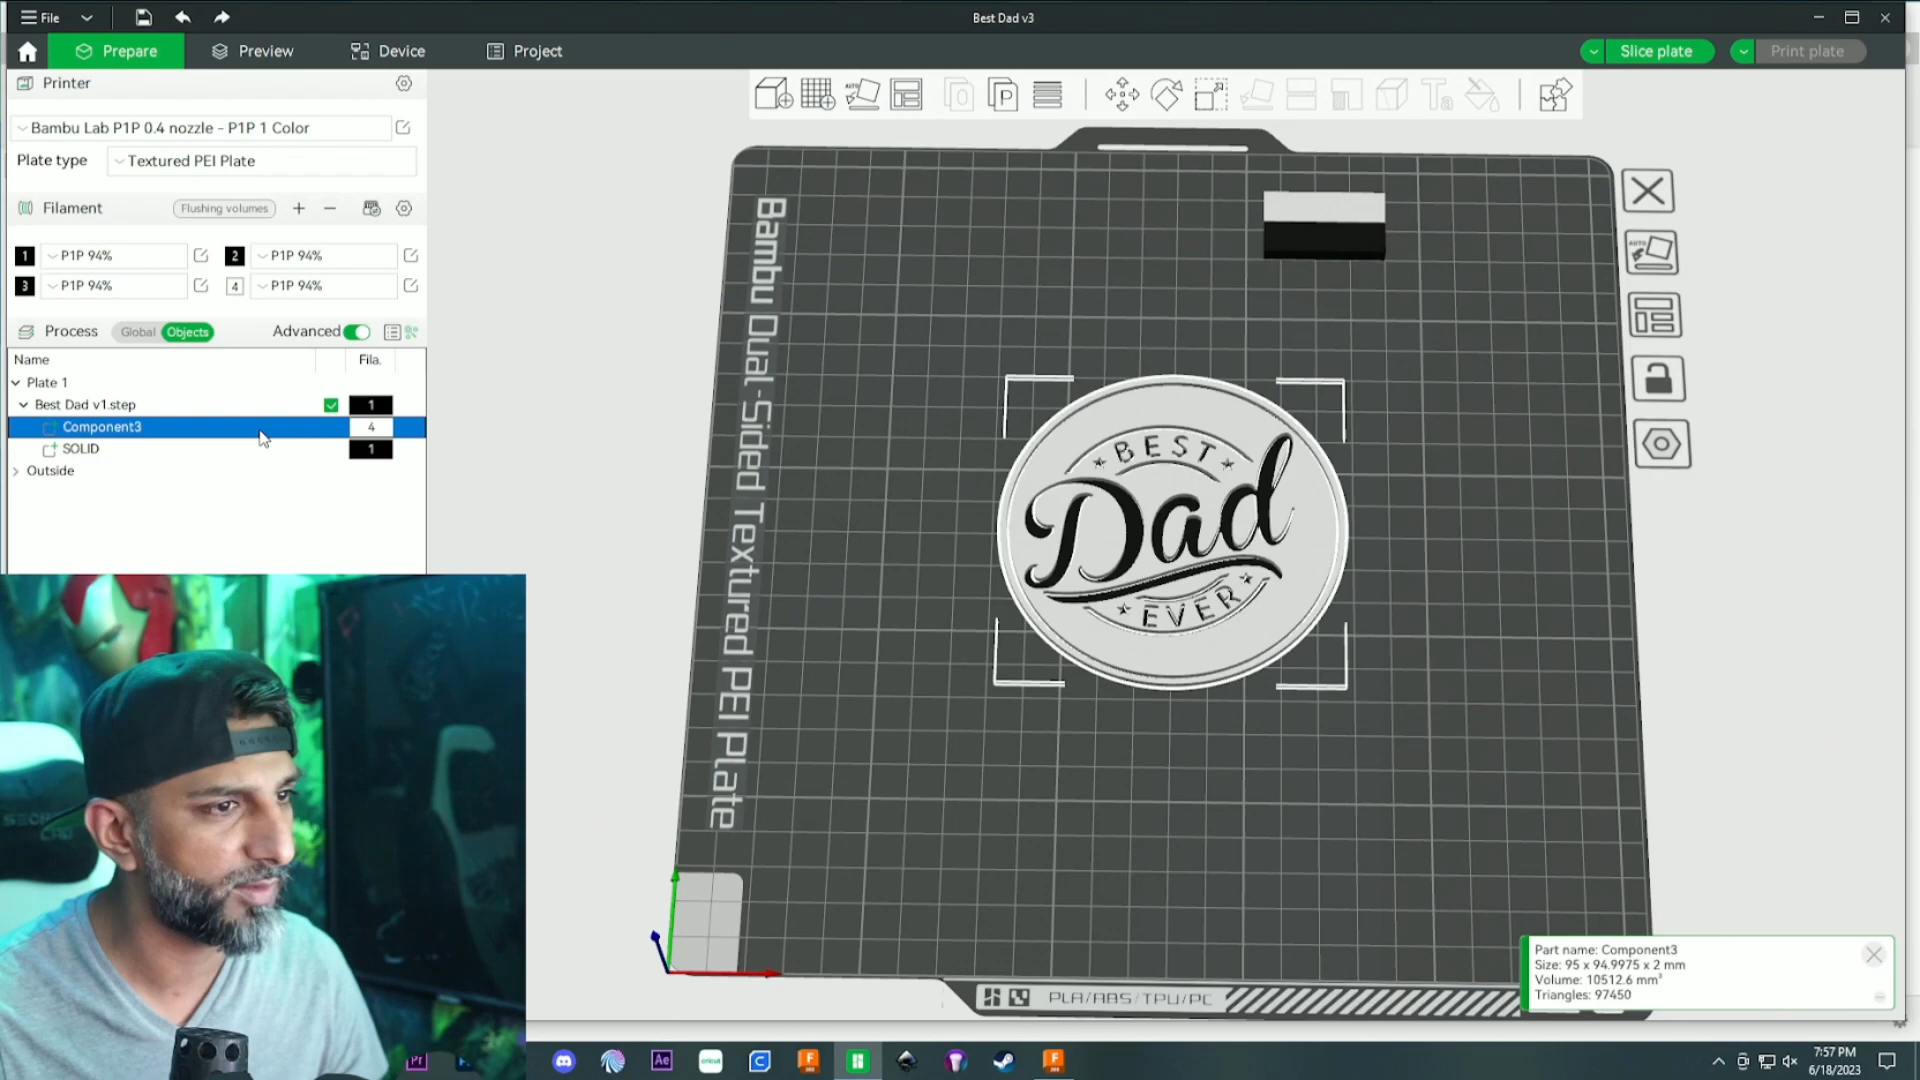 File
Best Dad v3
Prepare
Preview
Device
Project
Slice plate
Print plate
Printer
Bambu Lab P1P 0.4 nozzle - P1P 1 Color
Plate type
Textured PEI Plate
Filament
Flushing volumes
1 P1P 94%
2 P1P 94%
3 P1P 94%
4 P1P 94%
Process
Global
Objects
Advanced
Name
Fila.
Plate 1
Best Dad v1.step
1
Component3
4
SOLID
1
Outside
AUTO
Bambu Dual-Sided Textured PEI Plate
BEST
Dad
EVER
PLA/ABS/TPU/PC
Part name: Component3
Size: 95 x 94.9975 x 2 mm
Volume: 10512.6 mm³
Triangles: 97450
Pr
Ae
cricut
7:57 PM
6/18/2023